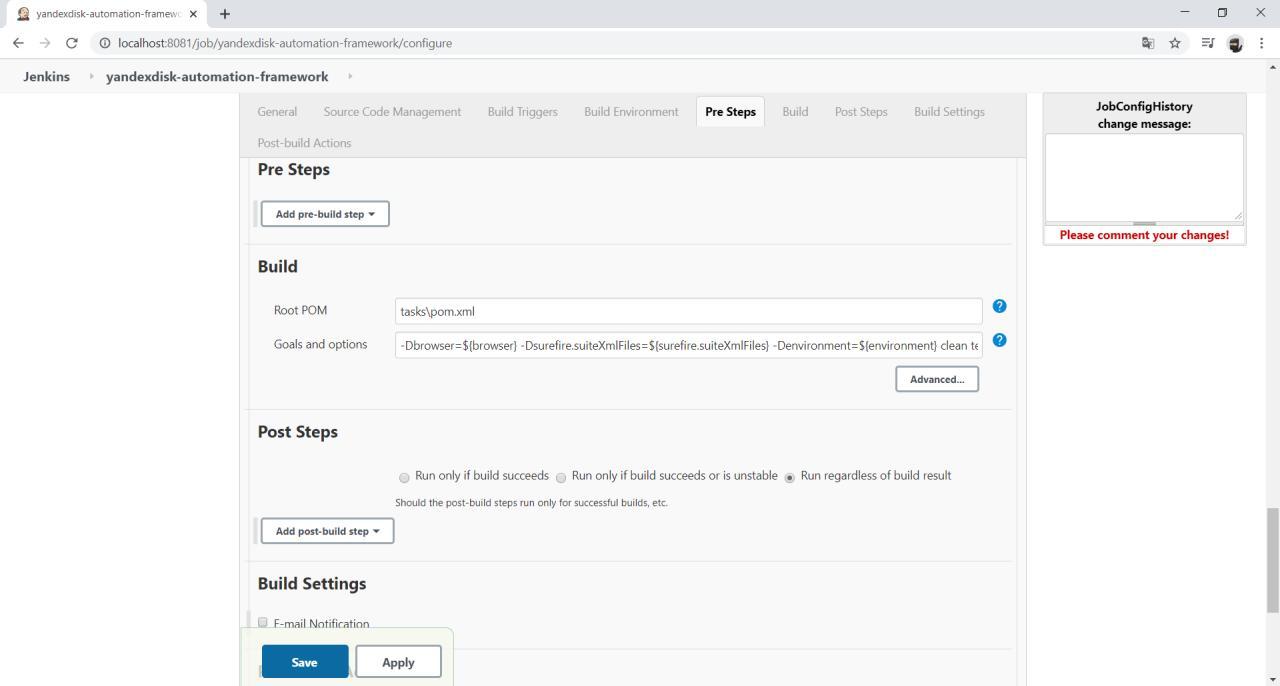 yandexdisk-automation-framewo
localhost:8081/job/yandexdisk-automation-framework/configure
Jenkins yandexdisk-automation-framework
General Source Code Management Build Triggers Build Environment Pre Steps Build Post Steps Build Settings
Post-build Actions
JobConfigHistory
change message:
Please comment your changes!
Pre Steps
Add pre-build step
Build
Root POM tasks\pom.xml
Goals and options -Dbrowser=${browser} -Dsurefire.suiteXmlFiles=${surefire.suiteXmlFiles} -Denvironment=${environment} clean te
Advanced...
Post Steps
Run only if build succeeds Run only if build succeeds or is unstable Run regardless of build result
Should the post-build steps run only for successful builds, etc.
Add post-build step
Build Settings
E-mail Notification
Save Apply